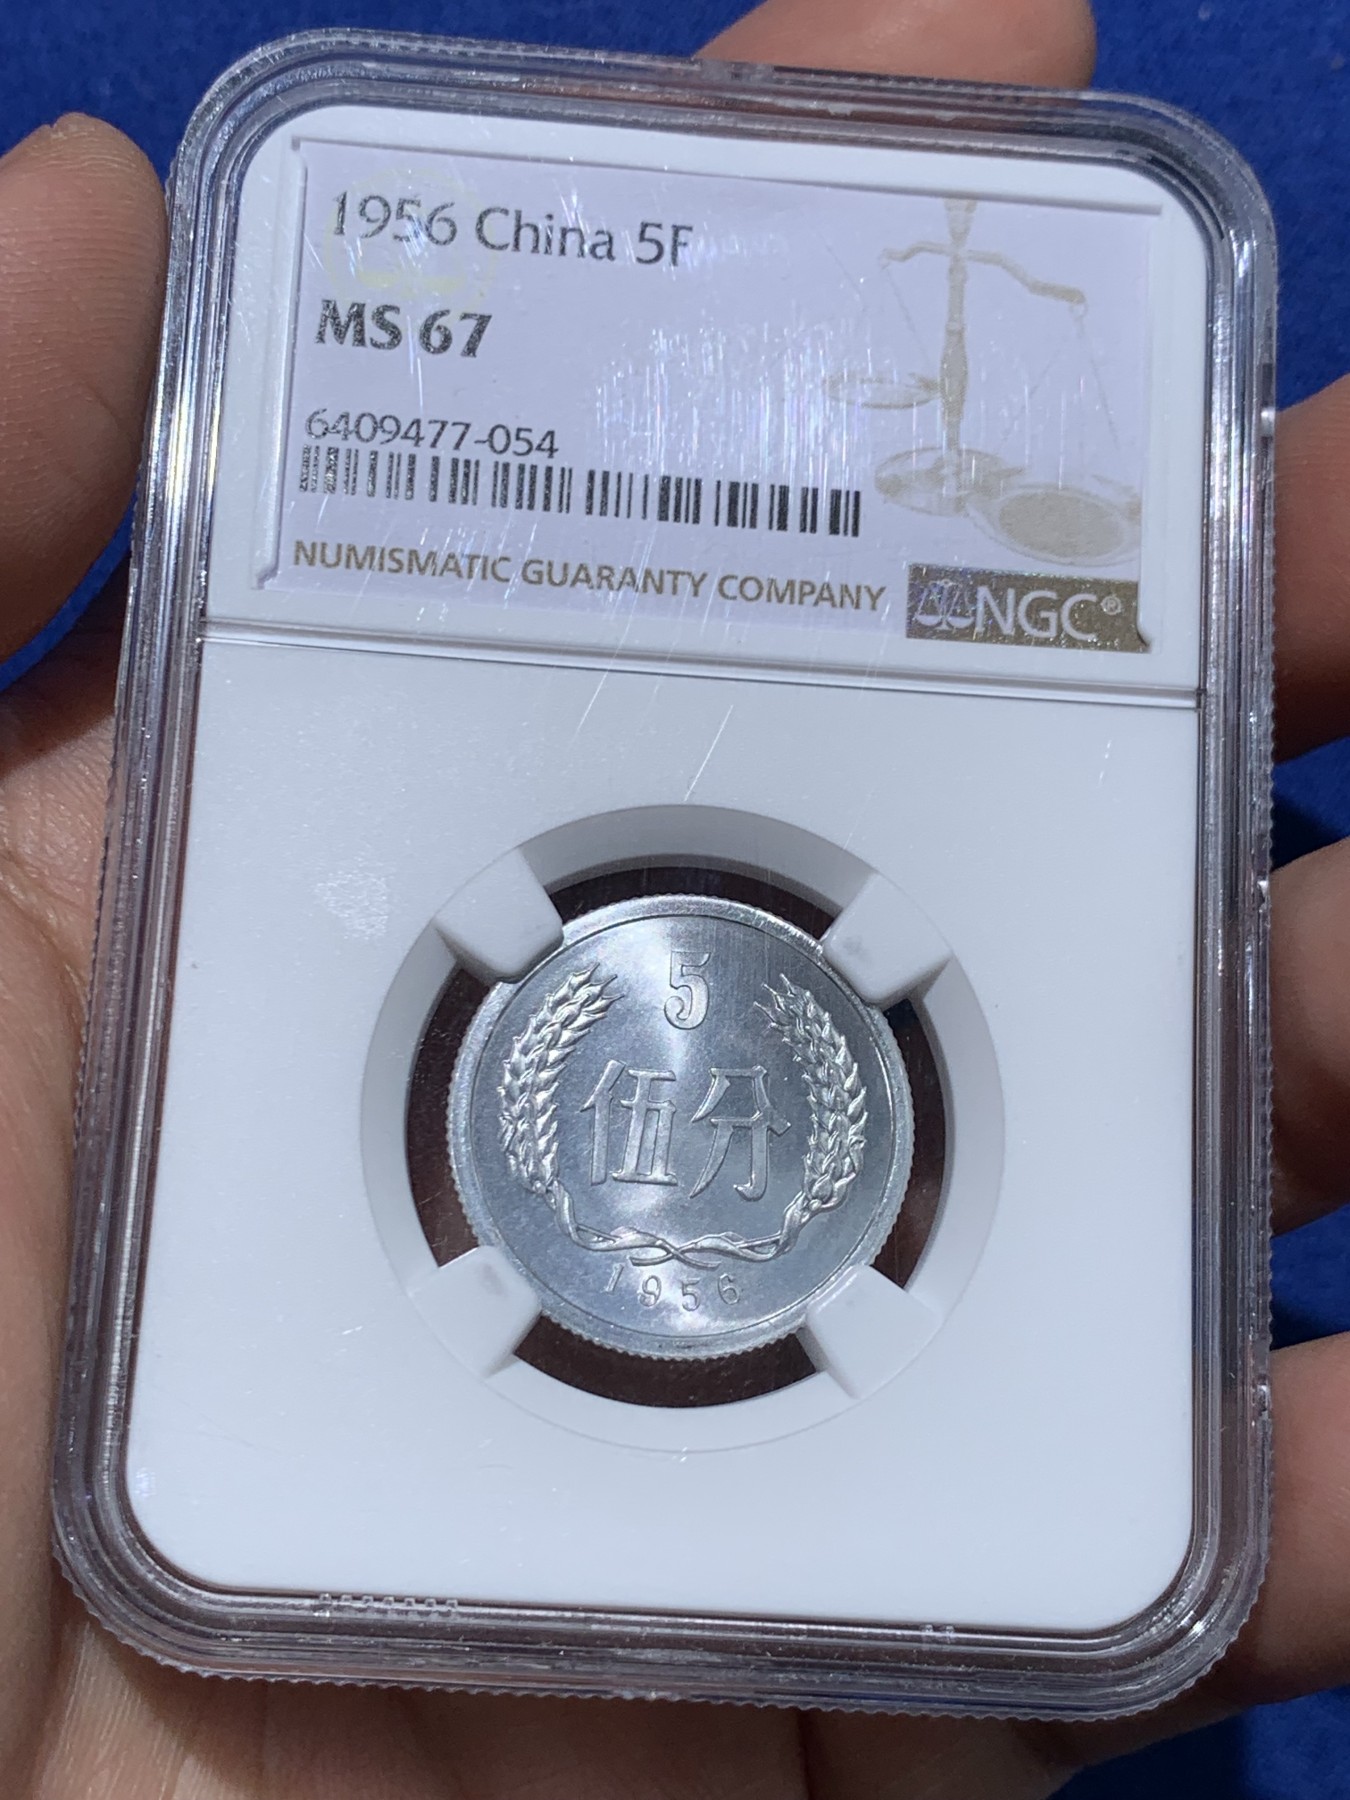 1956 China 5F
MS 67
6409477-054
NUMISMATIC GUARANTY COMPANY
NGC®
5
伍分
1956